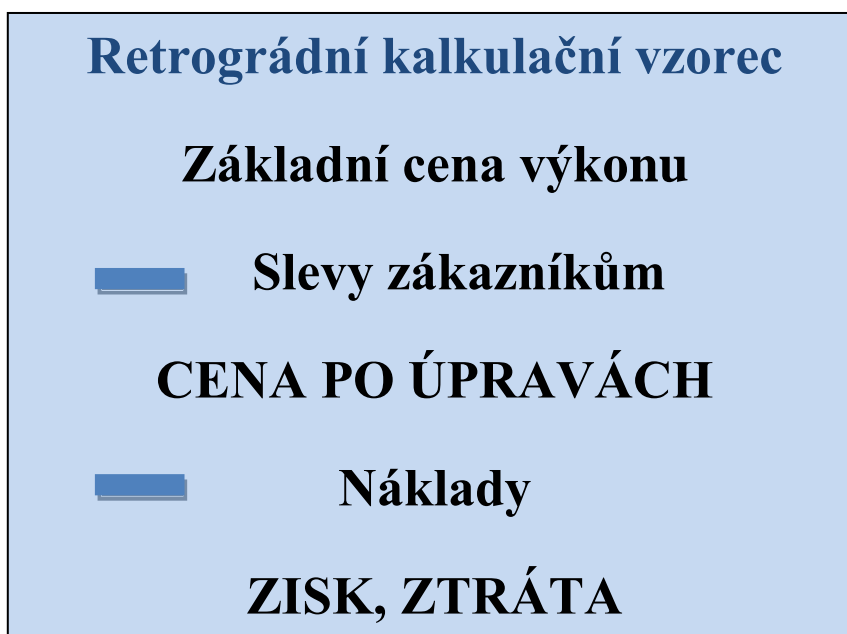 Retrográdní kalkulační vzorec
Základní cena výkonu
Slevy zákazníkům
CENA PO ÚPRAVÁCH
Náklady
ZISK, ZTRÁTA